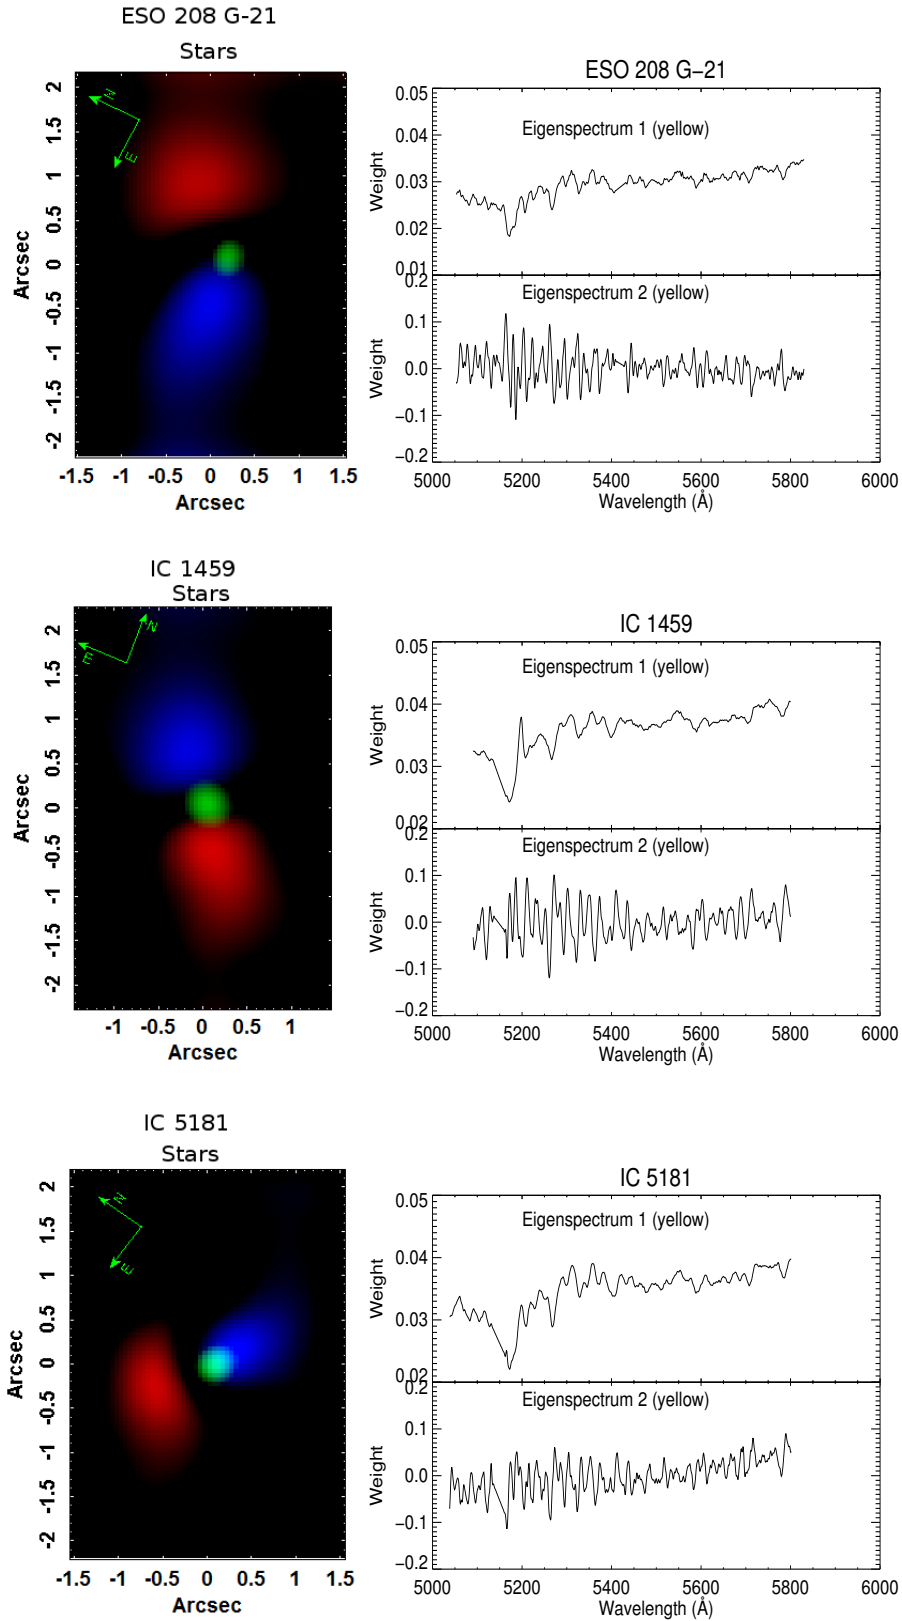 ESO 208 G-21
Stars
N
E
Arcsec
2
1.5
1
0.5
0
-0.5
-1
-1.5
-2
-1.5 -1 -0.5 0 0.5 1 1.5
Arcsec
ESO 208 G−21
Eigenspectrum 1 (yellow)
Weight
0.05
0.04
0.03
0.02
0.01
Eigenspectrum 2 (yellow)
Weight
0.2
0.1
0.0
−0.1
−0.2
5000 5200 5400 5600 5800 6000
Wavelength (Å)
IC 1459
Stars
N
E
Arcsec
2
1.5
1
0.5
0
-0.5
-1
-1.5
-2
-1 -0.5 0 0.5 1
Arcsec
IC 1459
Eigenspectrum 1 (yellow)
Weight
0.05
0.04
0.03
0.02
Eigenspectrum 2 (yellow)
Weight
0.2
0.1
0.0
−0.1
−0.2
5000 5200 5400 5600 5800 6000
Wavelength (Å)
IC 5181
Stars
N
E
Arcsec
2
1.5
1
0.5
0
-0.5
-1
-1.5
-2
-1.5 -1 -0.5 0 0.5 1 1.5
Arcsec
IC 5181
Eigenspectrum 1 (yellow)
Weight
0.05
0.04
0.03
0.02
Eigenspectrum 2 (yellow)
Weight
0.2
0.1
0.0
−0.1
−0.2
5000 5200 5400 5600 5800 6000
Wavelength (Å)